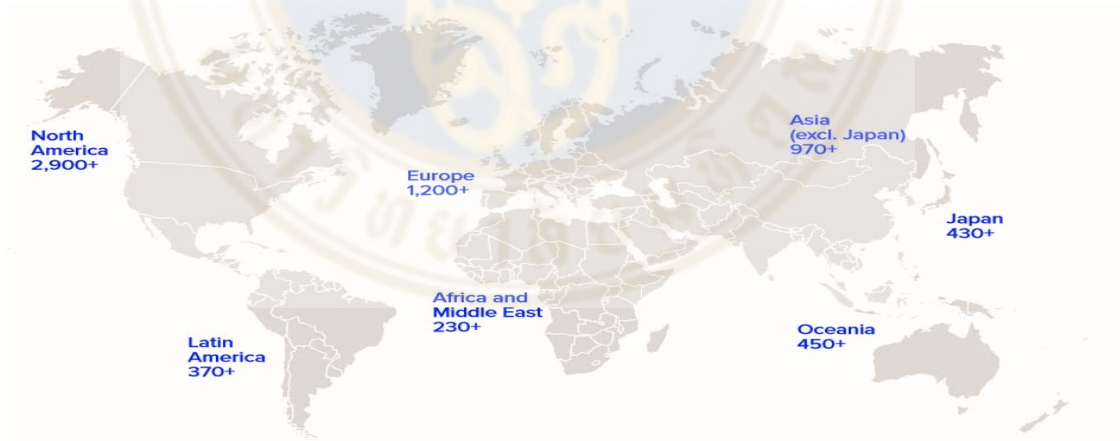 North
America
2,900+
Europe
1,200+
Asia
(excl. Japan)
970+
Japan
430+
Africa and
Middle East
230+
Latin
America
370+
Oceania
450+